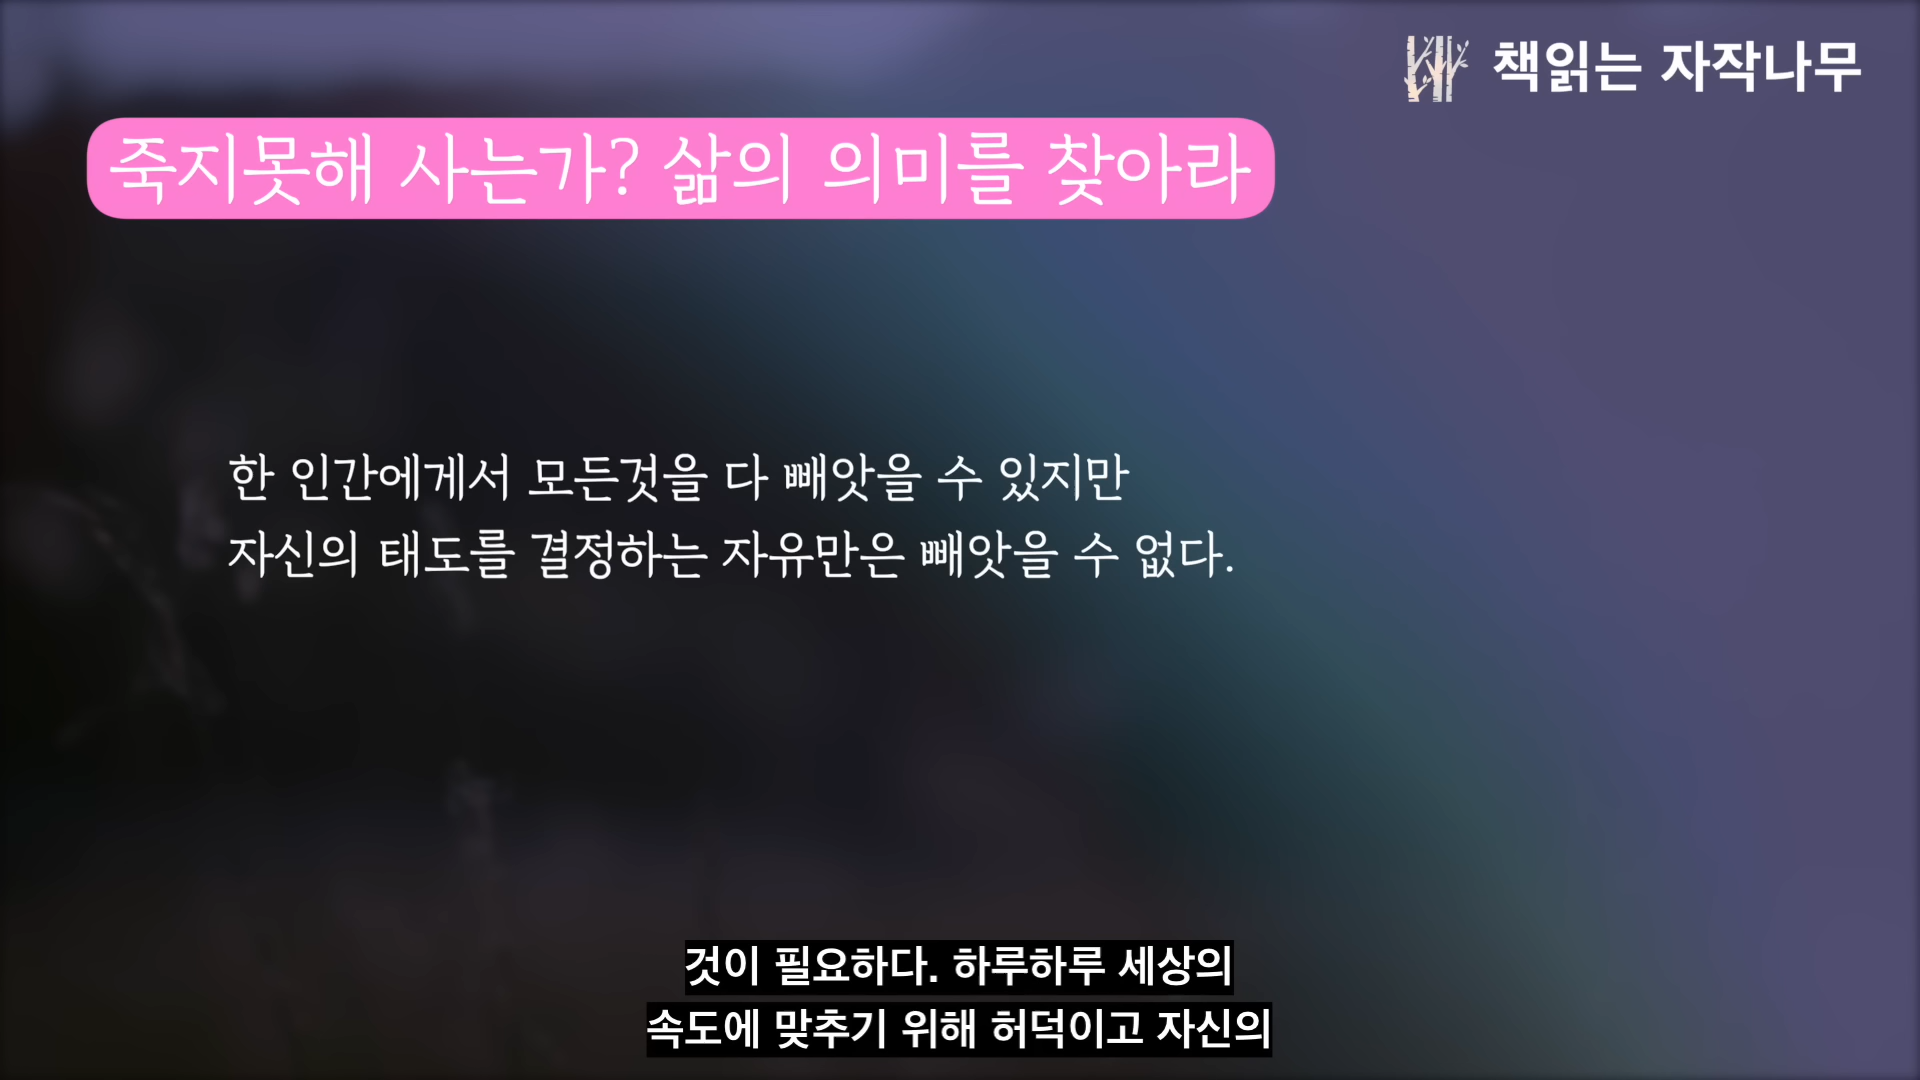 책읽는 자작나무
죽지못해 사는가? 삶의 의미를 찾아라
한 인간에게서 모든것을 다 빼앗을 수 있지만
자신의 태도를 결정하는 자유만은 빼앗을 수 없다.
것이 필요하다. 하루하루 세상의
속도에 맞추기 위해 허덕이고 자신의